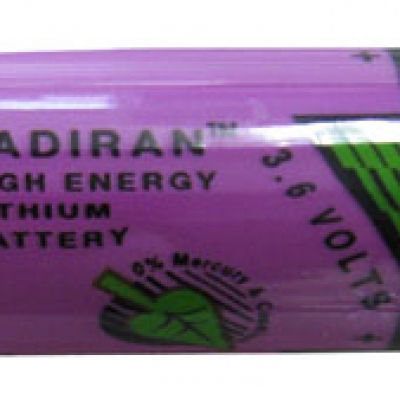 ADIRAN™
GH ENERGY
THIUM
ATTERY
3.6 VOLTS
0% Mercury &